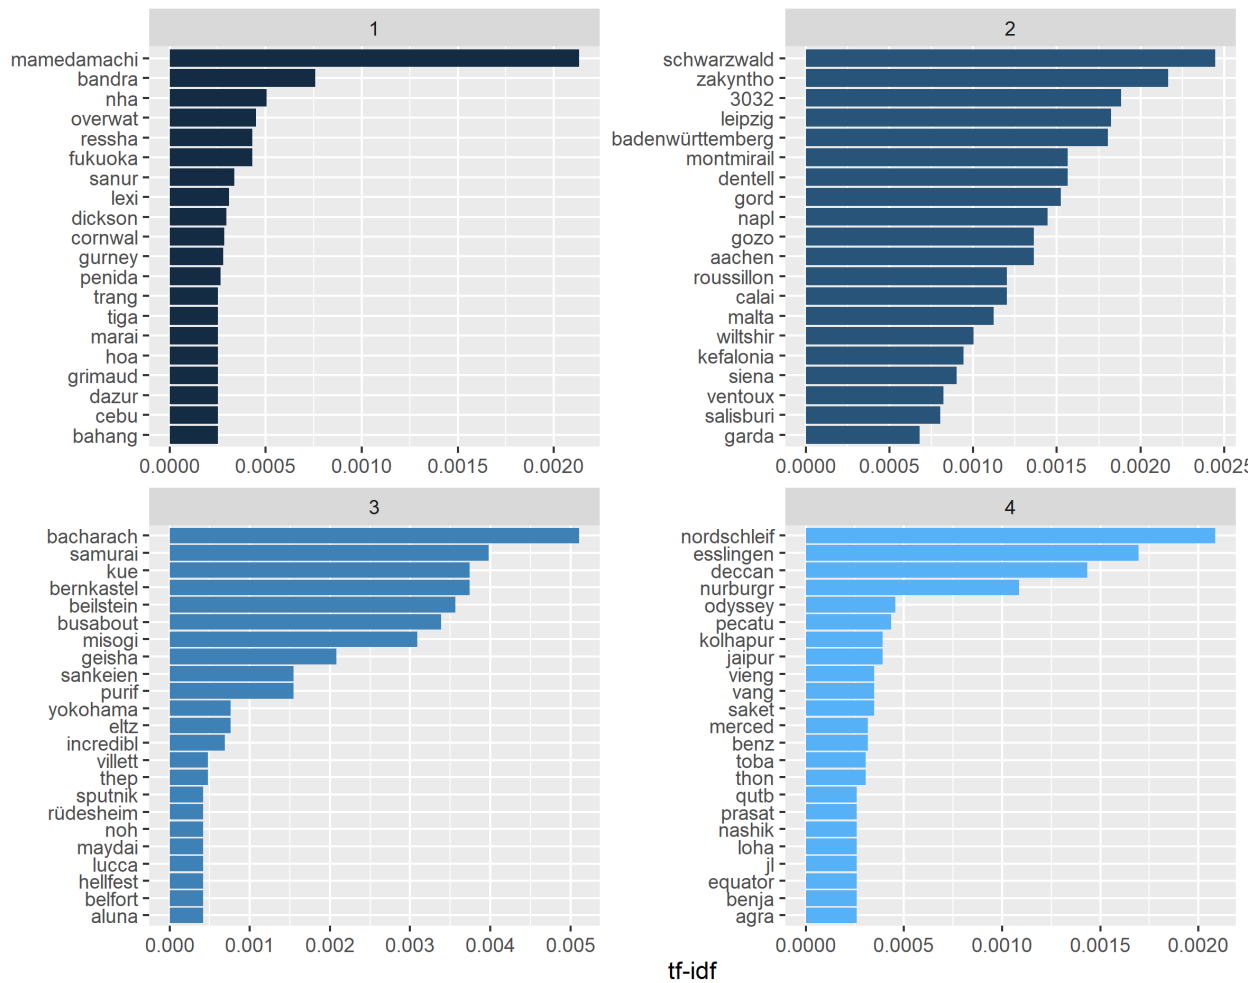 1
mamedamachi
bandra
nha
overwat
ressha
fukuoka
sanur
lexi
dickson
cornwal
gurney
penida
trang
tiga
marai
hoa
grimaud
dazur
cebu
bahang
0.0000 0.0005 0.0010 0.0015 0.0020
2
schwarzwald
zakyntho
3032
leipzig
badenwürttemberg
montmirail
dentell
gord
napl
gozo
aachen
roussillon
calai
malta
wiltshir
kefalonia
siena
ventoux
salisburi
garda
0.0000 0.0005 0.0010 0.0015 0.0020 0.0025
3
bacharach
samurai
kue
bernkastel
beilstein
busabout
misogi
geisha
sankeien
purif
yokohama
eltz
incredibl
villett
thep
sputnik
rüdesheim
noh
maydai
lucca
hellfest
belfort
aluna
0.000 0.001 0.002 0.003 0.004 0.005
4
nordschleif
esslingen
deccan
nurburgr
odyssey
pecatu
kolhapur
jaipur
vieng
vang
saket
merced
benz
toba
thon
qutb
prasat
nashik
loha
jl
equator
benja
agra
0.0000 0.0005 0.0010 0.0015 0.0020
tf-idf